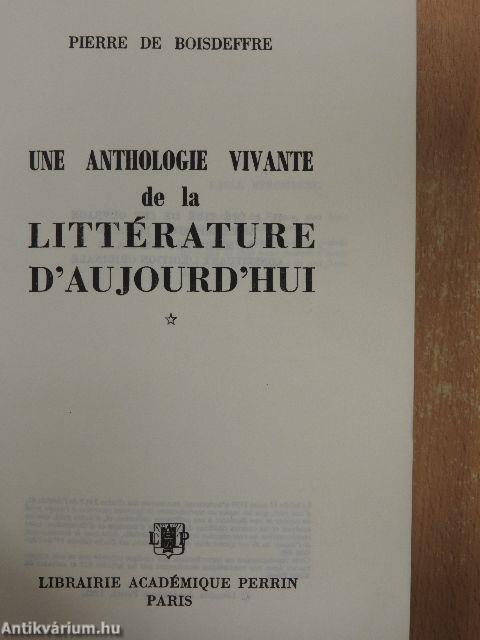 PIERRE DE BOISDEFFRE
UNE ANTHOLOGIE VIVANTE
de la
LITTÉRATURE
D'AUJOURD'HUI
L P
LIBRAIRIE ACADÉMIQUE PERRIN
PARIS
Antikvárium.hu